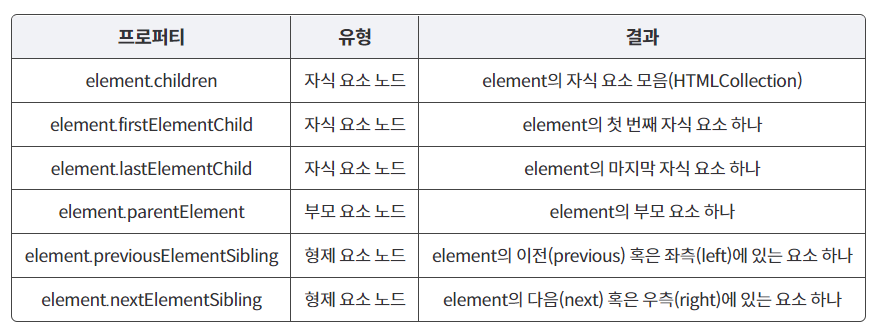 프로퍼티 유형 결과
element.children 자식 요소 노드 element의 자식 요소 모음(HTMLCollection)
element.firstElementChild 자식 요소 노드 element의 첫 번째 자식 요소 하나
element.lastElementChild 자식 요소 노드 element의 마지막 자식 요소 하나
element.parentElement 부모 요소 노드 element의 부모 요소 하나
element.previousElementSibling 형제 요소 노드 element의 이전(previous) 혹은 좌측(left)에 있는 요소 하나
element.nextElementSibling 형제 요소 노드 element의 다음(next) 혹은 우측(right)에 있는 요소 하나